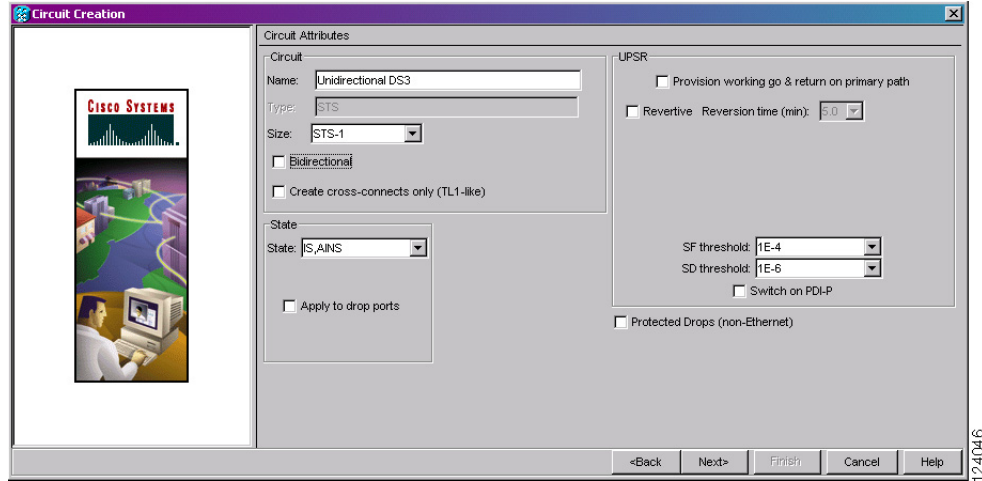 Circuit Creation
CISCO SYSTEMS
Circuit Attributes
Circuit
Name: Unidirectional DS3
Type: STS
Size: STS-1
Bidirectional
Create cross-connects only (TL1-like)
State
State: IS,AINS
Apply to drop ports
UPSR
Provision working go & return on primary path
Revertive Reversion time (min): 5.0
SF threshold: 1E-4
SD threshold: 1E-6
Switch on PDI-P
Protected Drops (non-Ethernet)
<Back Next> Finish Cancel Help
124046